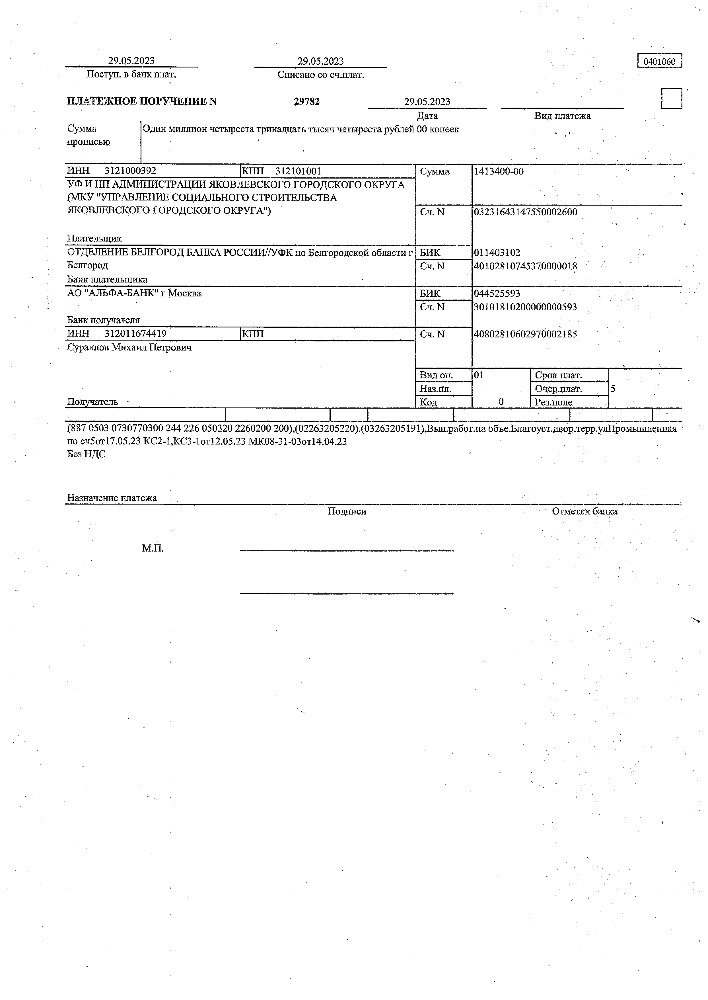 29.05.2023 29.05.2023 0401060
Поступ. в банк плат. Списано со сч.плат.
ПЛАТЕЖНОЕ ПОРУЧЕНИЕ N 29782 29.05.2023
Дата Вид платежа
Сумма Один миллион четыреста тринадцать тысяч четыреста рублей 00 копеек
прописью
ИНН 3121000392 КПП 312101001 Сумма 1413400-00
УФ И НП АДМИНИСТРАЦИИ ЯКОВЛЕВСКОГО ГОРОДСКОГО ОКРУГА
(МКУ "УПРАВЛЕНИЕ СОЦИАЛЬНОГО СТРОИТЕЛЬСТВА
ЯКОВЛЕВСКОГО ГОРОДСКОГО ОКРУГА") Сч. N 03231643147550002600
Плательщик
ОТДЕЛЕНИЕ БЕЛГОРОД БАНКА РОССИИ//УФК по Белгородской области г БИК 011403102
Белгород Сч. N 40102810745370000018
Банк плательщика
АО "АЛЬФА-БАНК" г Москва БИК 044525593
Сч. N 30101810200000000593
Банк получателя
ИНН 312011674419 КПП Сч. N 40802810602970002185
Сураилов Михаил Петрович
Вид оп. 01 Срок плат.
Наз.пл. Очер.плат. 5
Получатель Код 0 Рез.поле
(887 0503 0730770300 244 226 050320 2260200 200),(02263205220).(03263205191),Вып.работ.на объе.Благоуст.двор.терр.улПромышленная
по сч5от17.05.23 КС2-1,КС3-1от12.05.23 МК08-31-03от14.04.23
Без НДС
Назначение платежа
Подписи Отметки банка
М.П.